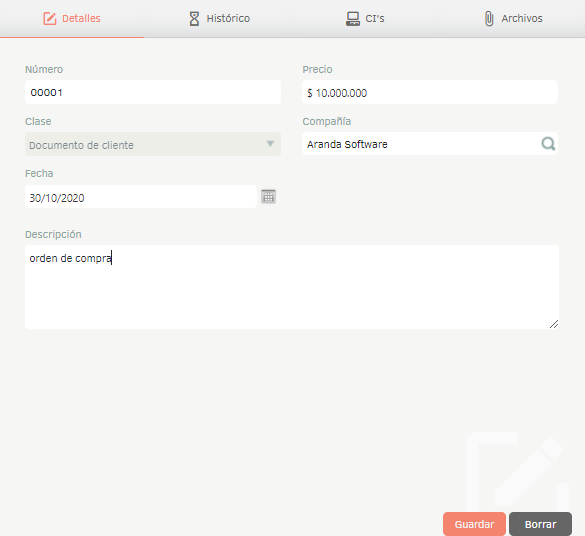 Detalles
Histórico
CI's
Archivos
Número
Precio
00001
$ 10.000.000
Clase
Compañía
Documento de cliente
Aranda Software
Fecha
30/10/2020
Descripción
orden de compra
Guardar
Borrar